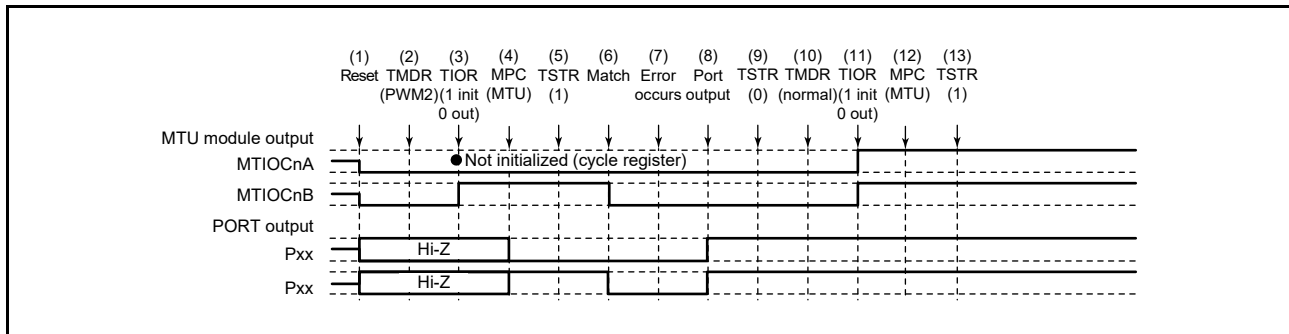 (1) (2) (3) (4) (5) (6) (7) (8) (9) (10) (11) (12) (13)
Reset TMDR TIOR MPC TSTR Match Error Port TSTR TMDR TIOR MPC TSTR
(PWM2) (1 init (MTU) (1) occurs output (0) (normal) (1 init (MTU) (1)
0 out) 0 out)
MTU module output
MTIOCnA
Not initialized (cycle register)
MTIOCnB
PORT output
Pxx
Hi-Z
Pxx
Hi-Z